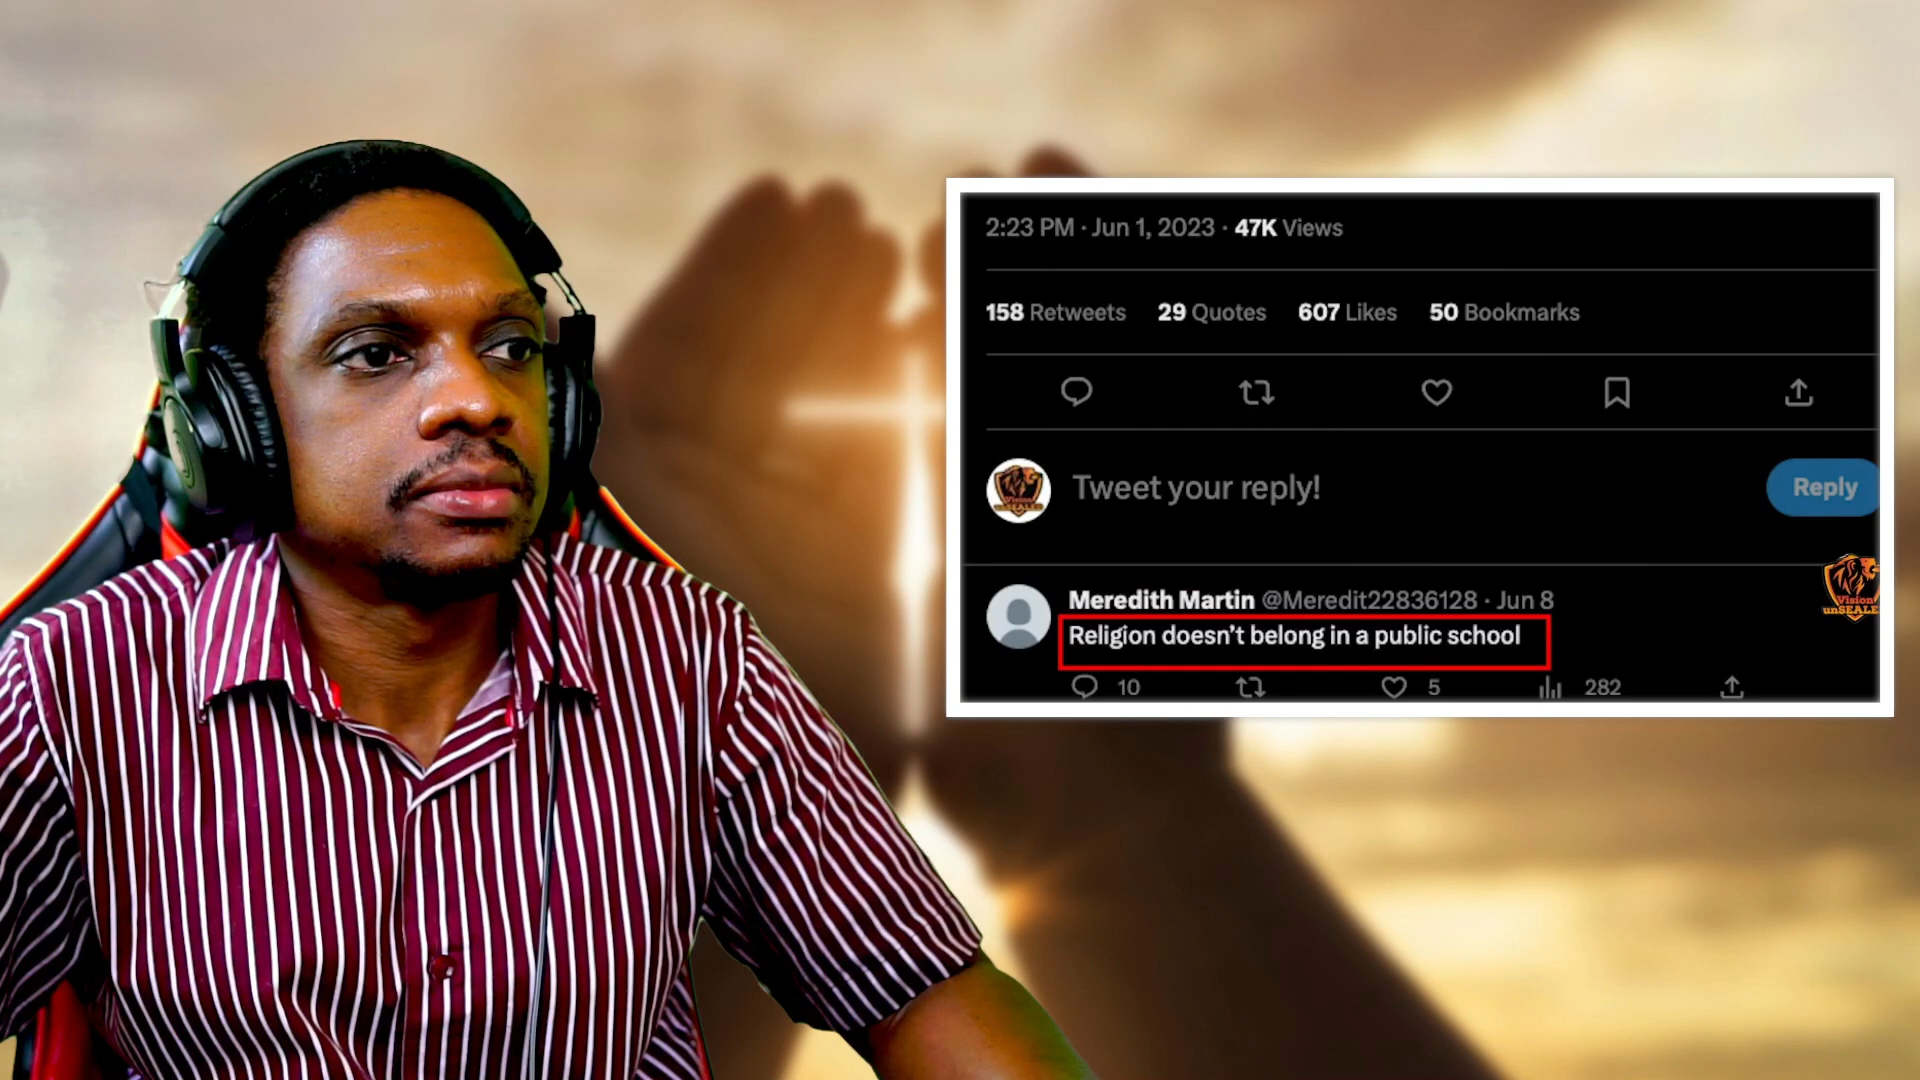 2:23 PM · Jun 1, 2023 · 47K Views
158 Retweets 29 Quotes 607 Likes 50 Bookmarks
Tweet your reply!
Reply
Meredith Martin @Meredit22836128 · Jun 8
Religion doesn't belong in a public school
10 5 282
Vision
unSEALE